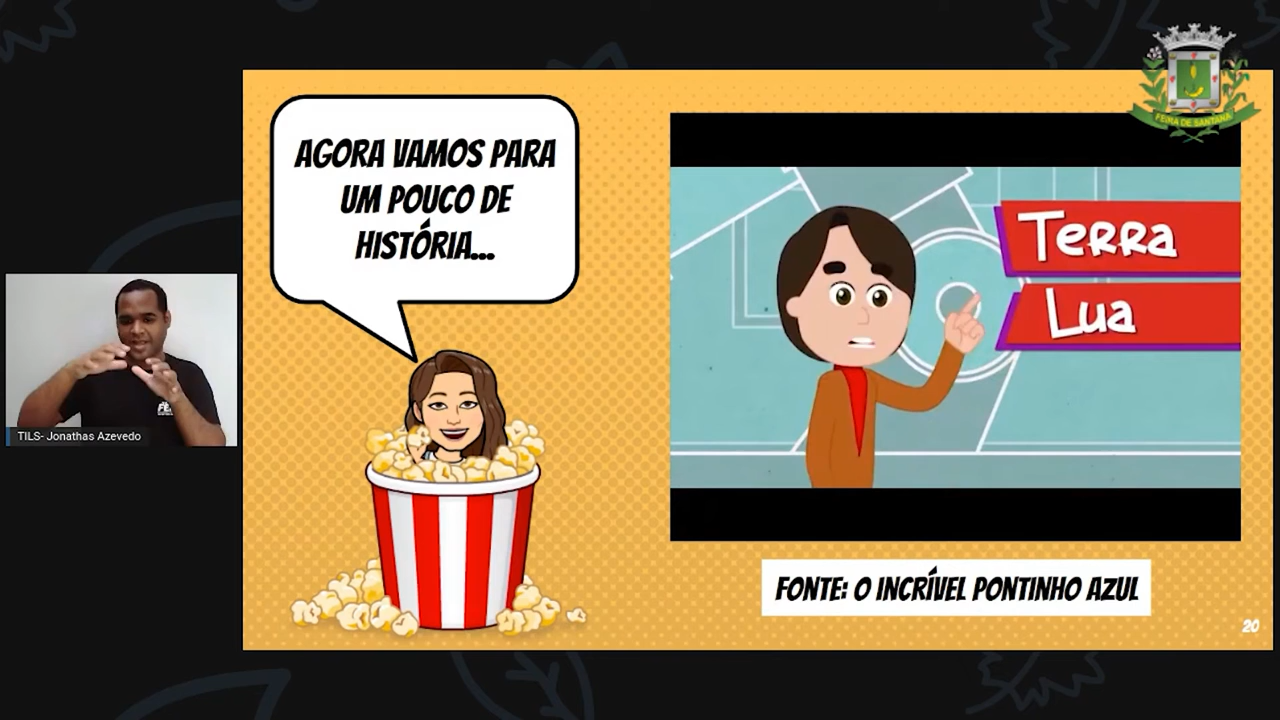 AGORA VAMOS PARA
UM POUCO DE
HISTÓRIA...
Terra
Lua
FEIRA DE SANTANA
TILS- Jonathas Azevedo
FONTE: O INCRÍVEL PONTINHO AZUL
20